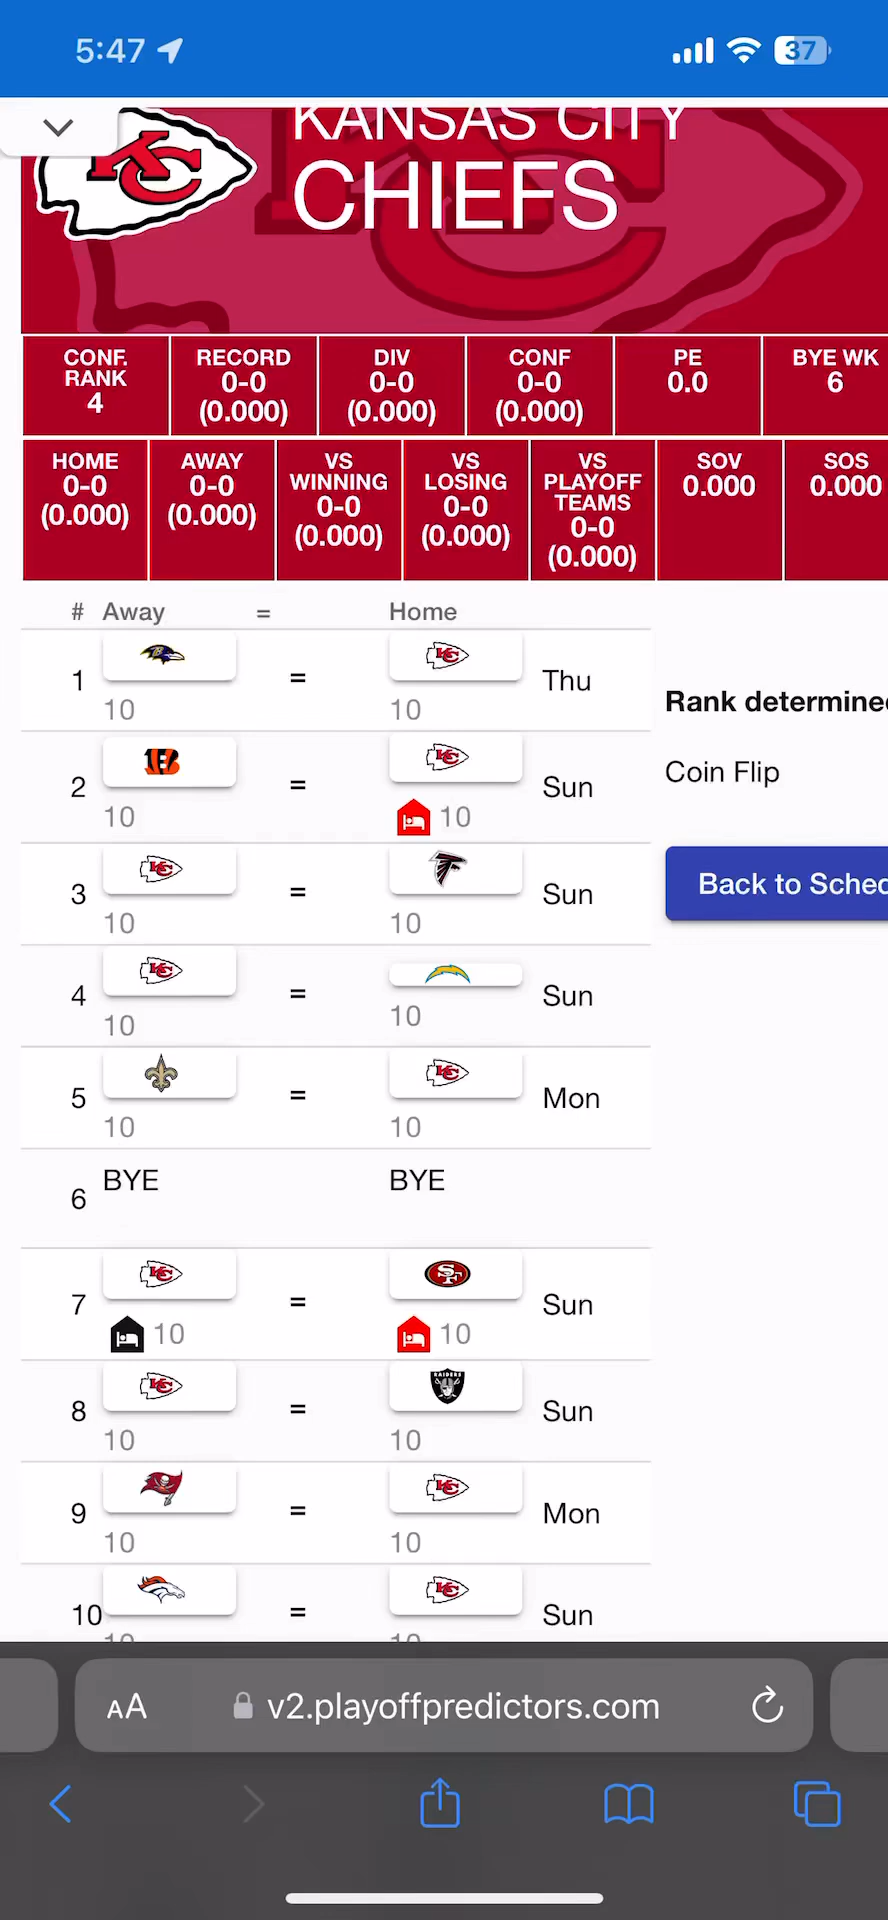 5:47
37
KANSAS CITY
CHIEFS
CONF. RANK 4
RECORD 0-0 (0.000)
DIV 0-0 (0.000)
CONF 0-0 (0.000)
PE 0.0
BYE WK 6
HOME 0-0 (0.000)
AWAY 0-0 (0.000)
VS WINNING 0-0 (0.000)
VS LOSING 0-0 (0.000)
VS PLAYOFF TEAMS 0-0 (0.000)
SOV 0.000
SOS 0.000
# Away = Home
1 = Thu
10 10
Rank determine
2 = Sun
10 10
Coin Flip
3 = Sun
10 10
Back to Sched
4 = Sun
10 10
5 = Mon
10 10
6 BYE BYE
7 = Sun
10 10
8 = Sun
10 10
9 = Mon
10 10
10 = Sun
10 10
AA v2.playoffpredictors.com